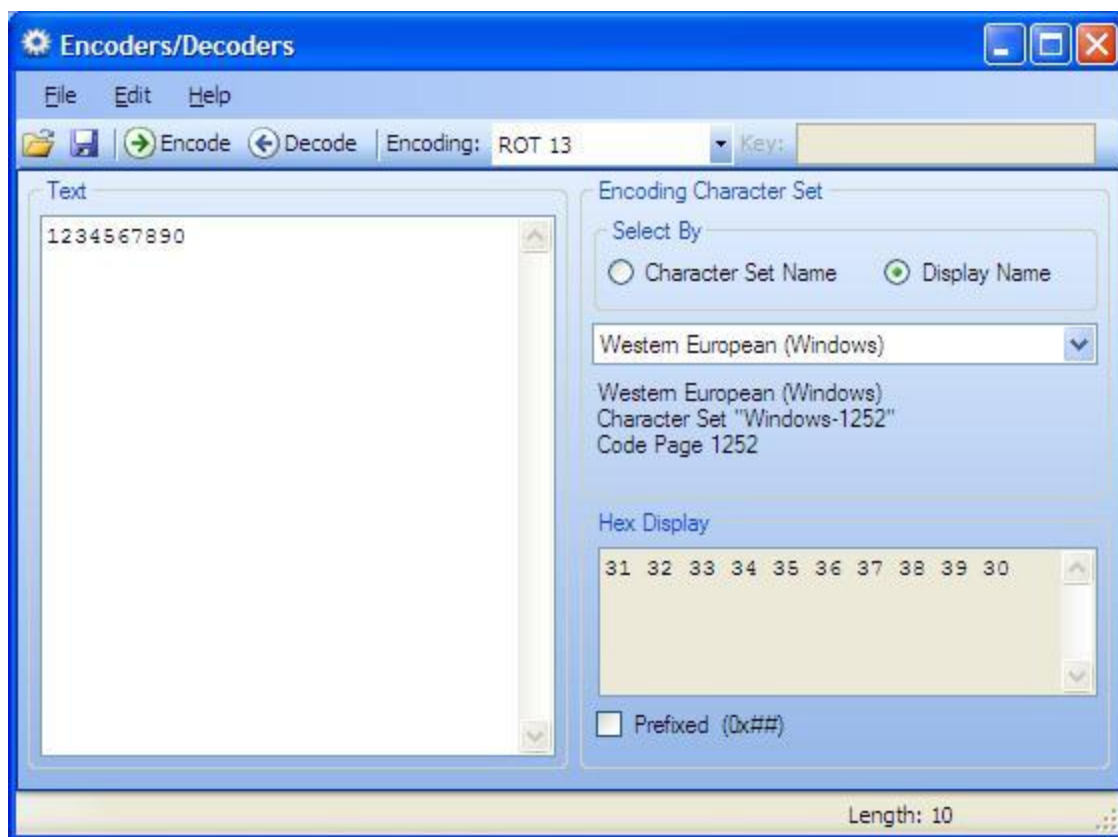 Encoders/Decoders
File Edit Help
Encode Decode Encoding: ROT 13 Key:
Text
1234567890
Encoding Character Set
Select By
Character Set Name Display Name
Western European (Windows)
Western European (Windows)
Character Set "Windows-1252"
Code Page 1252
Hex Display
31 32 33 34 35 36 37 38 39 30
Prefixed (0x##)
Length: 10